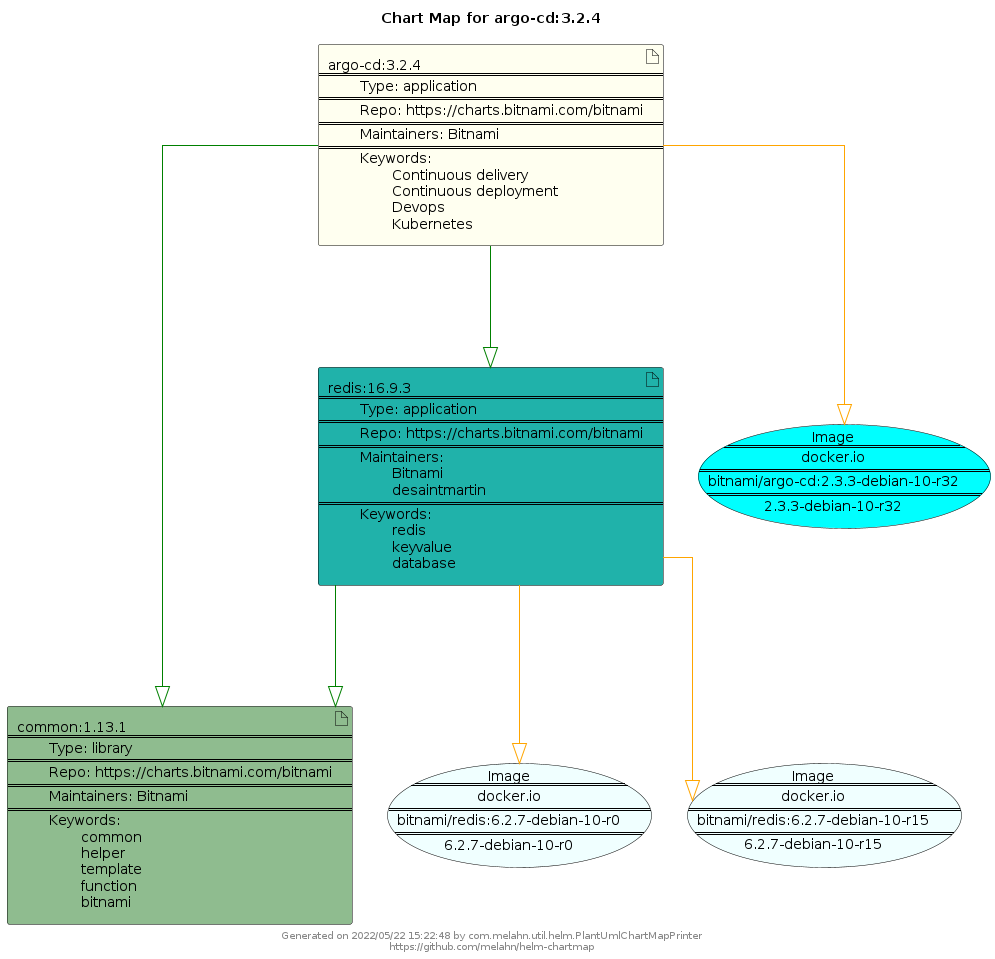 Chart Map for argo-cd:3.2.4
argo-cd:3.2.4
Type: application
Repo: https://charts.bitnami.com/bitnami
Maintainers: Bitnami
Keywords:
Continuous delivery
Continuous deployment
Devops
Kubernetes
redis:16.9.3
Type: application
Repo: https://charts.bitnami.com/bitnami
Maintainers:
Bitnami
desaintmartin
Keywords:
redis
keyvalue
database
Image
docker.io
bitnami/argo-cd:2.3.3-debian-10-r32
2.3.3-debian-10-r32
common:1.13.1
Type: library
Repo: https://charts.bitnami.com/bitnami
Maintainers: Bitnami
Keywords:
common
helper
template
function
bitnami
Image
docker.io
bitnami/redis:6.2.7-debian-10-r0
6.2.7-debian-10-r0
Image
docker.io
bitnami/redis:6.2.7-debian-10-r15
6.2.7-debian-10-r15
Generated on 2022/05/22 15:22:48 by com.melahn.util.helm.PlantUmlChartMapPrinter
https://github.com/melahn/helm-chartmap